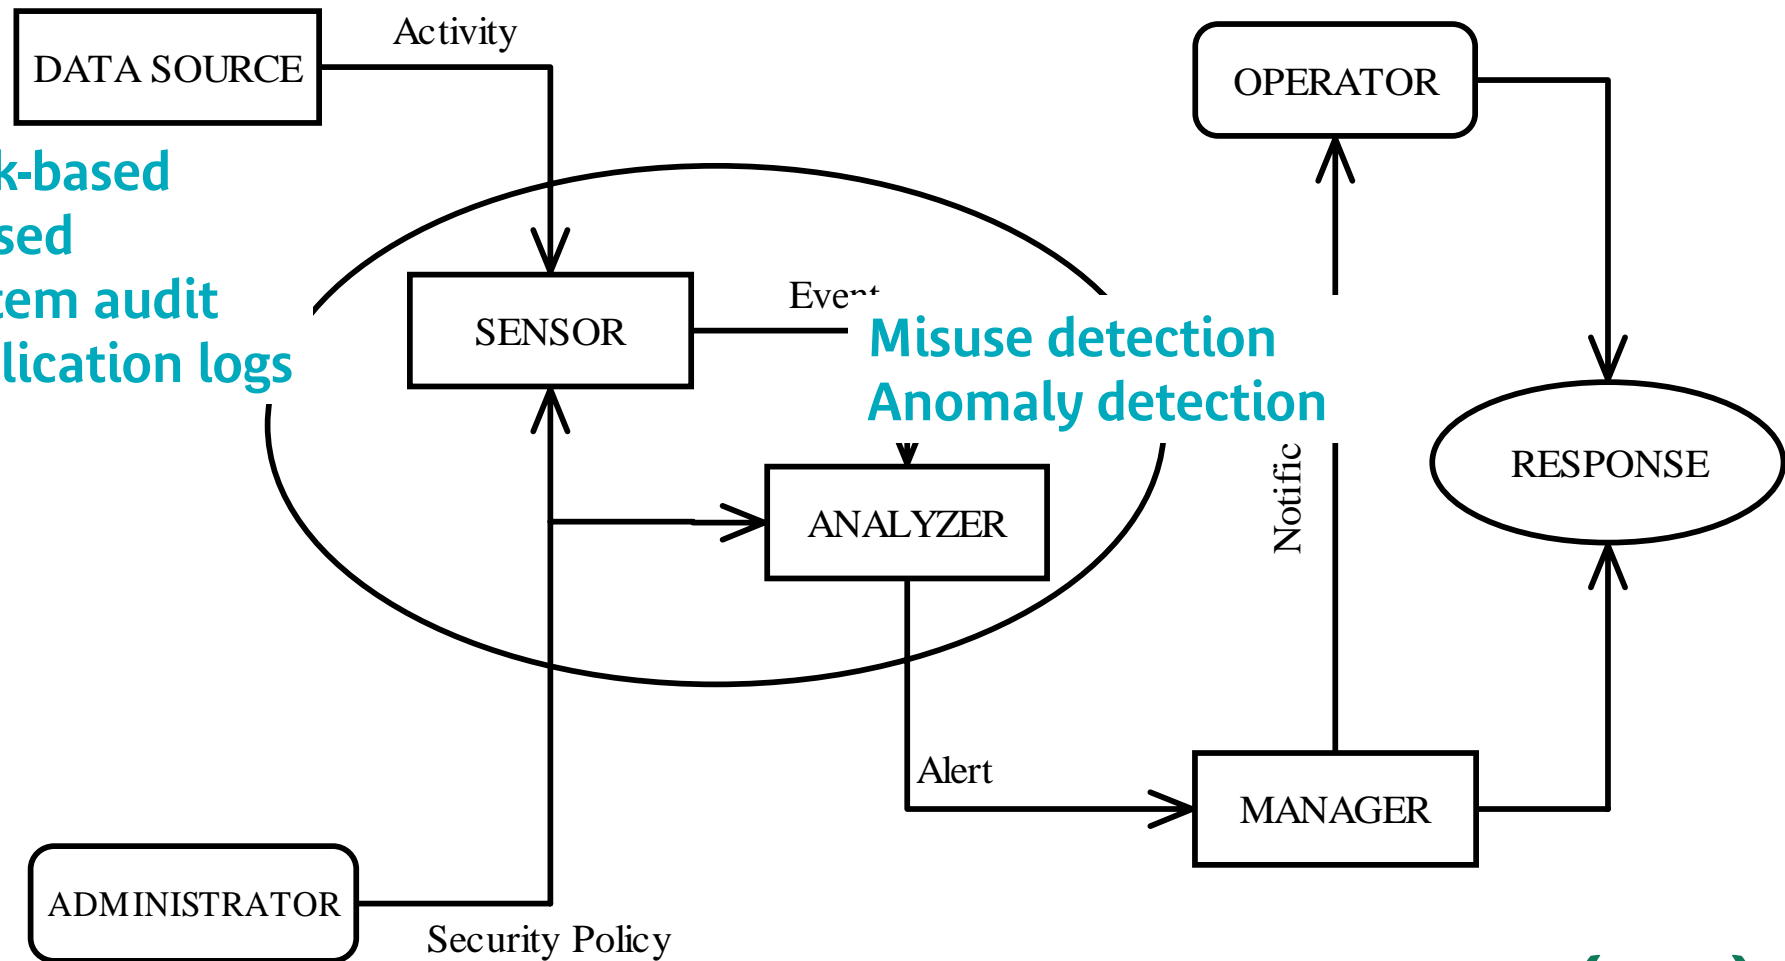 DATA SOURCE
Activity
OPERATOR
k-based
sed
tem audit
lication logs
SENSOR
Event
Misuse detection
Anomaly detection
Notific
RESPONSE
ANALYZER
Alert
MANAGER
ADMINISTRATOR
Security Policy